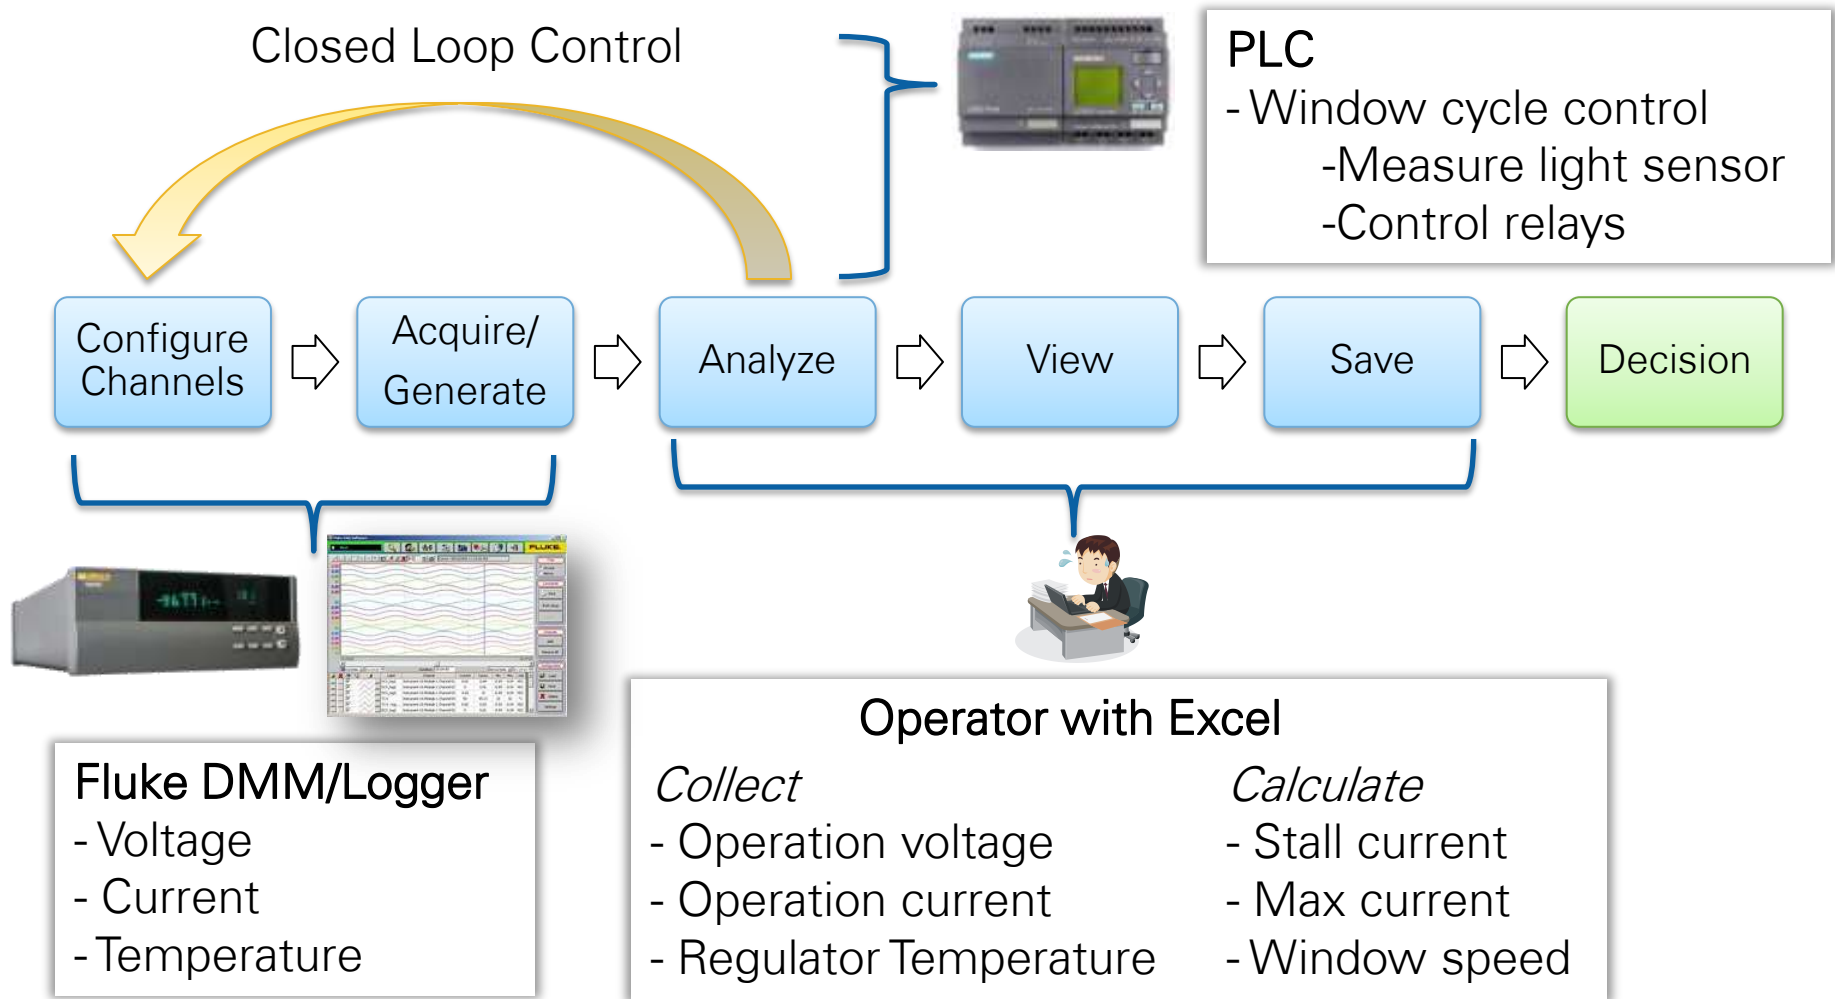 Closed Loop Control
PLC
- Window cycle control
-Measure light sensor
-Control relays
Configure
Channels
Acquire/
Generate
Analyze
View
Save
Decision
FLUKE
Fluke DMM/Logger
- Voltage
- Current
- Temperature
Operator with Excel
Collect
- Operation voltage
- Operation current
- Regulator Temperature
Calculate
- Stall current
- Max current
- Window speed